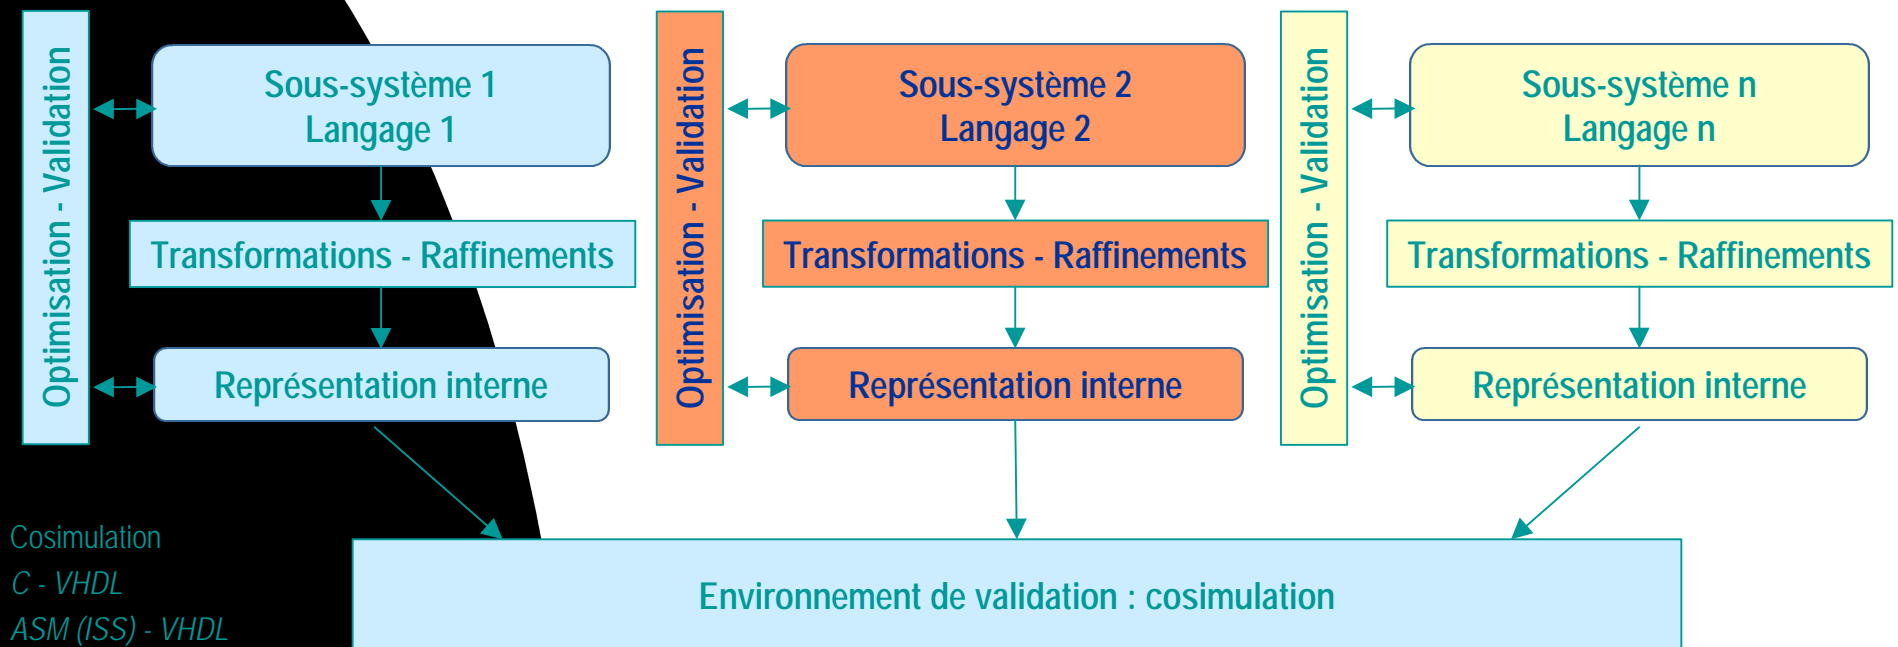 Optimisation - Validation
Sous-système 1
Langage 1
Transformations - Raffinements
Représentation interne
Optimisation - Validation
Sous-système 2
Langage 2
Transformations - Raffinements
Représentation interne
Optimisation - Validation
Sous-système n
Langage n
Transformations - Raffinements
Représentation interne
Cosimulation
C - VHDL
ASM (ISS) - VHDL
Environnement de validation : cosimulation